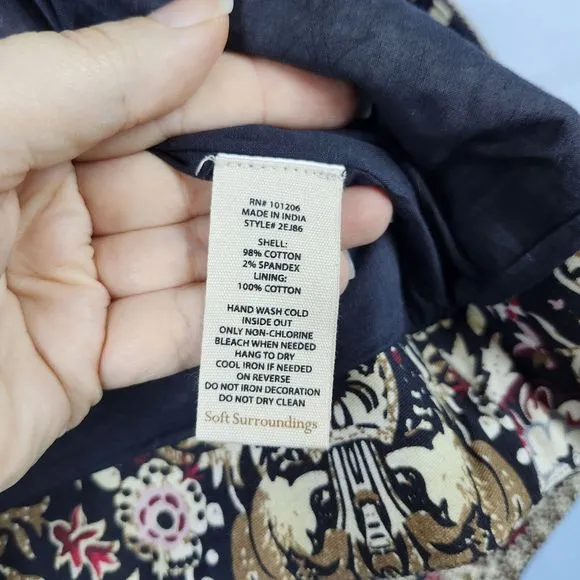 RN# 101206
MADE IN INDIA
STYLE# 2EJ86
SHELL:
98% COTTON
2% SPANDEX
LINING:
100% COTTON
HAND WASH COLD
INSIDE OUT
ONLY NON-CHLORINE
BLEACH WHEN NEEDED
HANG TO DRY
COOL IRON IF NEEDED
ON REVERSE
DO NOT IRON DECORATION
DO NOT DRY CLEAN
Soft Surroundings